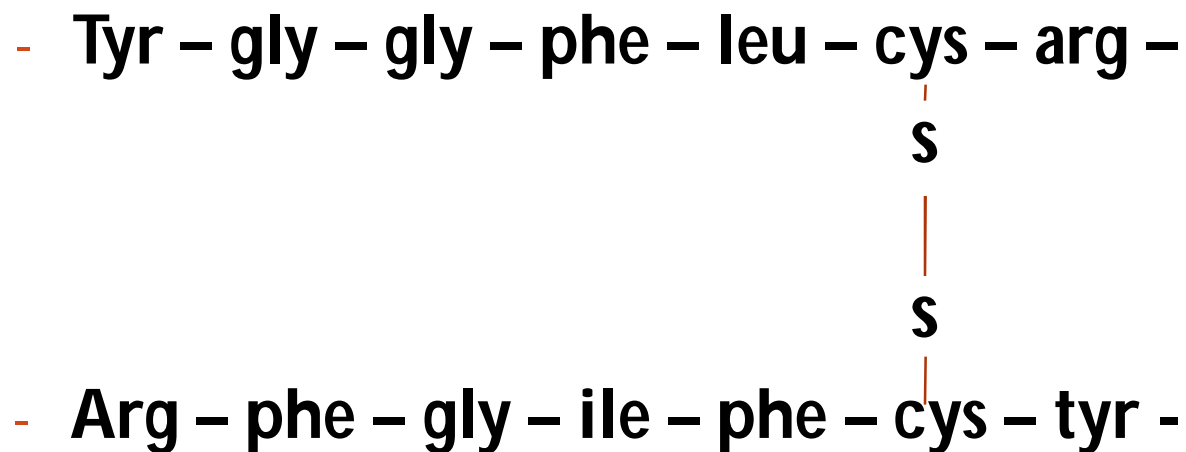 - Tyr – gly – gly – phe – leu – cys – arg –
s
s
- Arg – phe – gly – ile – phe – cys – tyr -